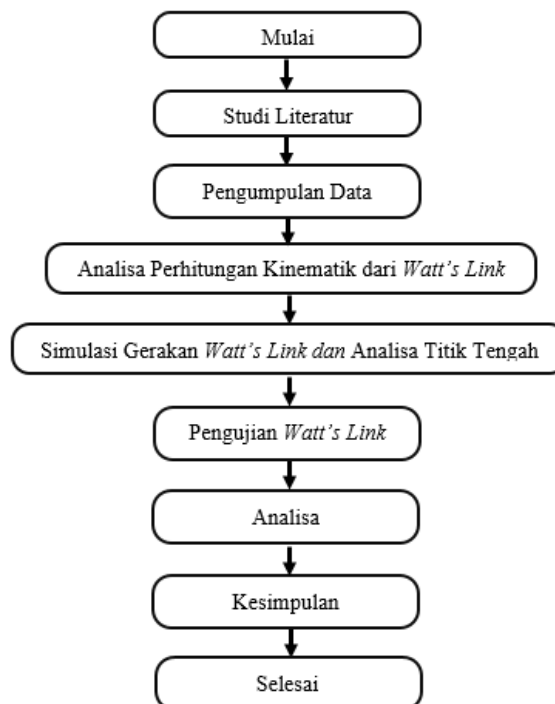 Mulai
Studi Literatur
Pengumpulan Data
Analisa Perhitungan Kinematik dari Watt's Link
Simulasi Gerakan Watt's Link dan Analisa Titik Tengah
Pengujian Watt's Link
Analisa
Kesimpulan
Selesai